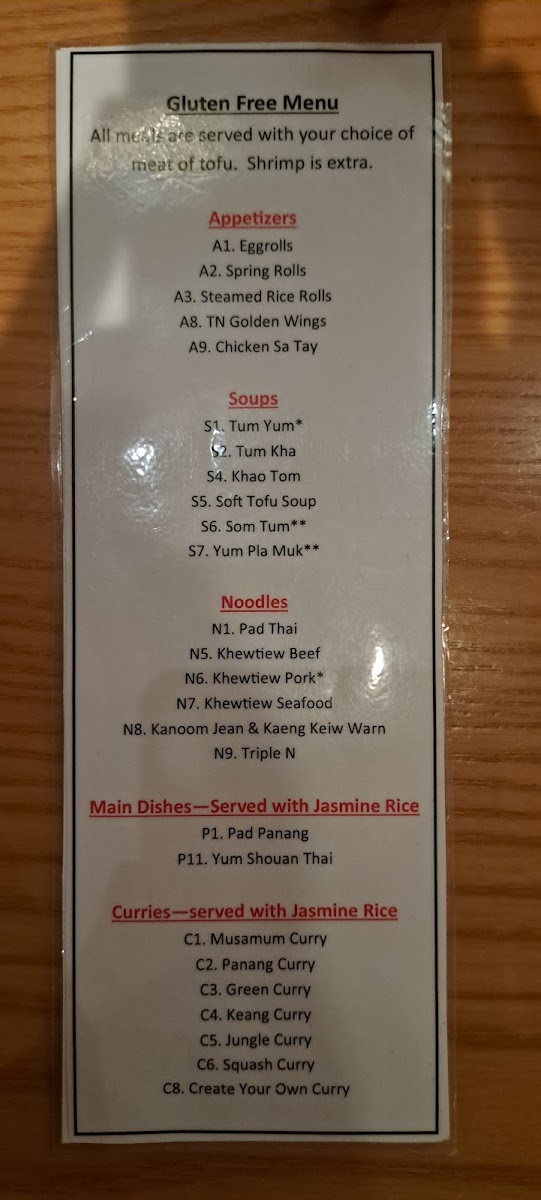 Gluten Free Menu
All meals are served with your choice of
meat of tofu. Shrimp is extra.
Appetizers
A1. Eggrolls
A2. Spring Rolls
A3. Steamed Rice Rolls
A8. TN Golden Wings
A9. Chicken Sa Tay
Soups
S1. Tum Yum*
S2. Tum Kha
S4. Khao Tom
S5. Soft Tofu Soup
S6. Som Tum**
S7. Yum Pla Muk**
Noodles
N1. Pad Thai
N5. Khewtiew Beef
N6. Khewtiew Pork*
N7. Khewtiew Seafood
N8. Kanoom Jean & Kaeng Keiw Warn
N9. Triple N
Main Dishes—Served with Jasmine Rice
P1. Pad Panang
P11. Yum Shouan Thai
Curries—served with Jasmine Rice
C1. Musamum Curry
C2. Panang Curry
C3. Green Curry
C4. Keang Curry
C5. Jungle Curry
C6. Squash Curry
C8. Create Your Own Curry